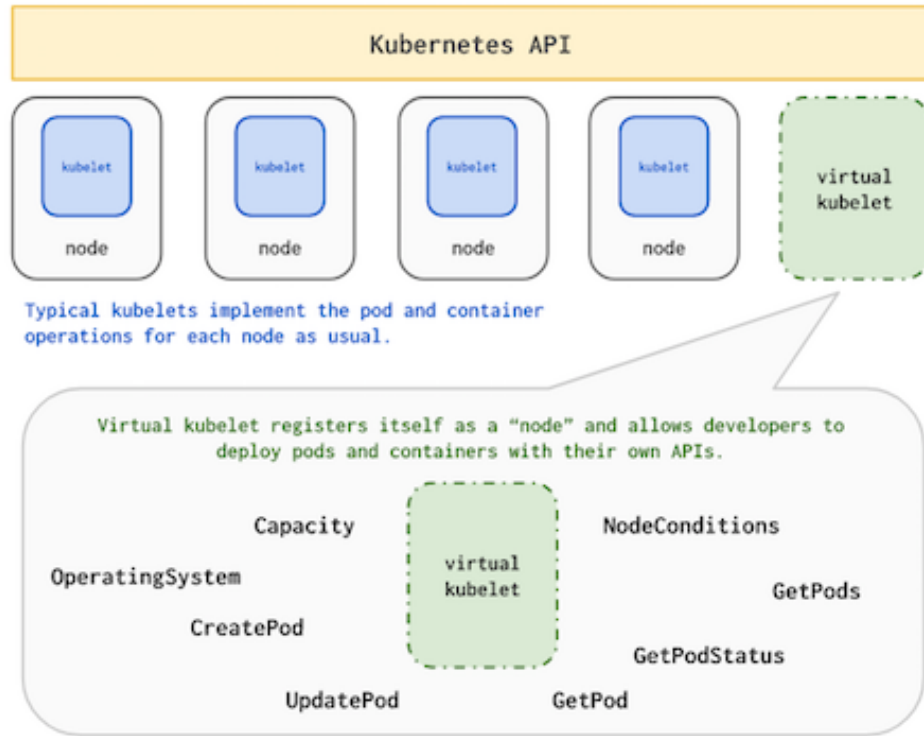 Kubernetes API
kubelet
kubelet
kubelet
kubelet
virtual
kubelet
node
node
node
node
Typical kubelets implement the pod and container
operations for each node as usual.
Virtual kubelet registers itself as a “node” and allows developers to
deploy pods and containers with their own APIs.
Capacity
NodeConditions
virtual
kubelet
OperatingSystem
GetPods
CreatePod
GetPodStatus
UpdatePod
GetPod